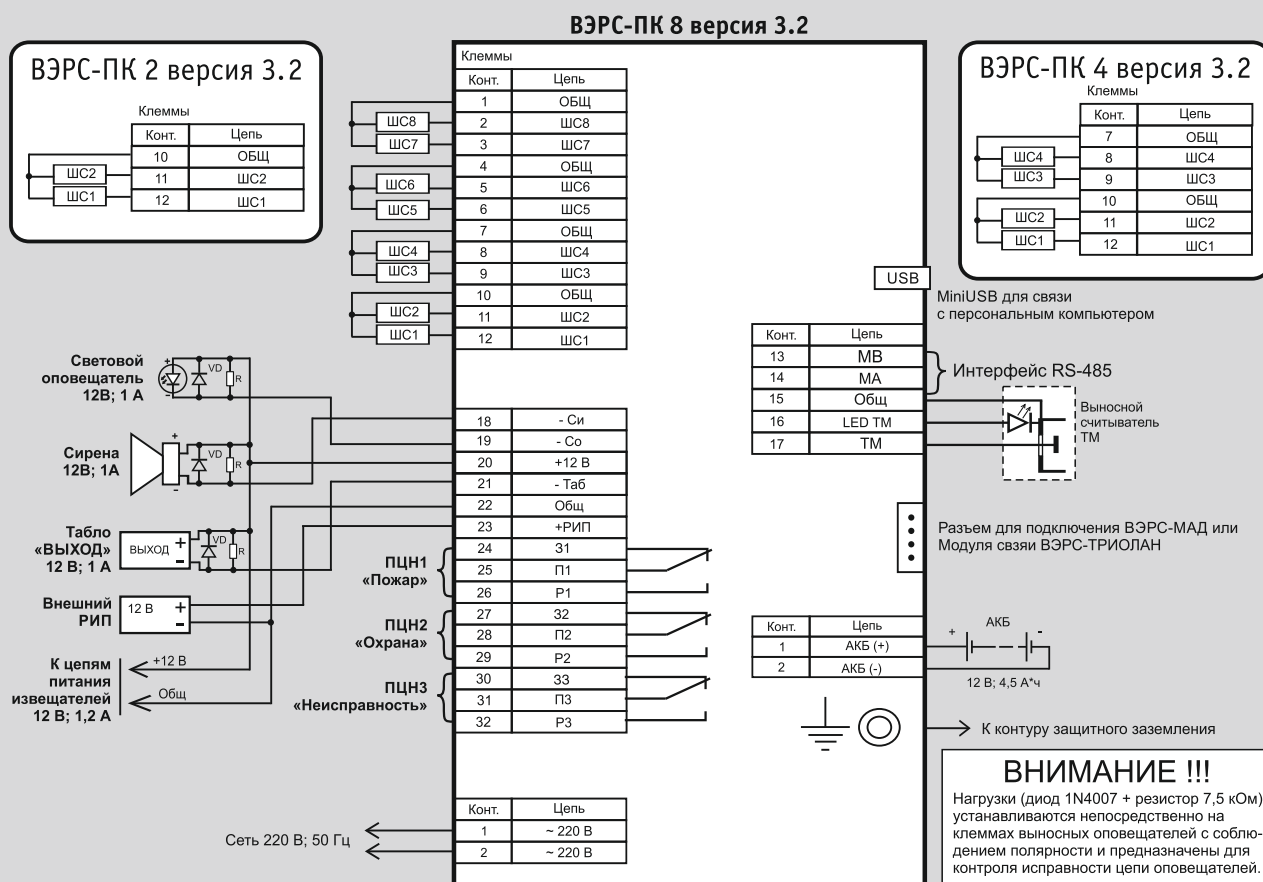 ВЭРС-ПК 8 версия 3.2
ВЭРС-ПК 2 версия 3.2
Клеммы
Конт. Цепь
10 ОБЩ
ШС2 11 ШС2
ШС1 12 ШС1
Клеммы
Конт. Цепь
1 ОБЩ
ШС8 2 ШС8
ШС7 3 ШС7
4 ОБЩ
ШС6 5 ШС6
ШС5 6 ШС5
7 ОБЩ
ШС4 8 ШС4
ШС3 9 ШС3
10 ОБЩ
ШС2 11 ШС2
ШС1 12 ШС1
ВЭРС-ПК 4 версия 3.2
Клеммы
Конт. Цепь
7 ОБЩ
ШС4 8 ШС4
ШС3 9 ШС3
10 ОБЩ
ШС2 11 ШС2
ШС1 12 ШС1
USB
MiniUSB для связи
с персональным компьютером
Конт. Цепь
13 МВ
14 МА
15 Общ
16 LED TM
17 ТМ
Интерфейс RS-485
Выносной
считыватель
ТМ
Световой
оповещатель
12В; 1 А
+ VD R -
Сирена
12В; 1А
+ VD R -
Табло
«ВЫХОД»
12 В; 1 А
ВЫХОД + - VD R
Внешний
РИП
12 В + -
К цепям
питания
извещателей
12 В; 1,2 А
+12 В
Общ
18 - Си
19 - Со
20 +12 В
21 - Таб
22 Общ
23 +РИП
24 З1
25 П1
26 Р1
27 З2
28 П2
29 Р2
30 З3
31 П3
32 Р3
ПЦН1
«Пожар»
ПЦН2
«Охрана»
ПЦН3
«Неисправность»
Разъем для подключения ВЭРС-МАД или
Модуля свзяи ВЭРС-ТРИОЛАН
Конт. Цепь
1 АКБ (+)
2 АКБ (-)
АКБ
+ -
12 В; 4,5 А*ч
К контуру защитного заземления
Конт. Цепь
1 ~ 220 В
2 ~ 220 В
Сеть 220 В; 50 Гц
ВНИМАНИЕ !!!
Нагрузки (диод 1N4007 + резистор 7,5 кОм)
устанавливаются непосредственно на
клеммах выносных оповещателей с соблю-
дением полярности и предназначены для
контроля исправности цепи оповещателей.